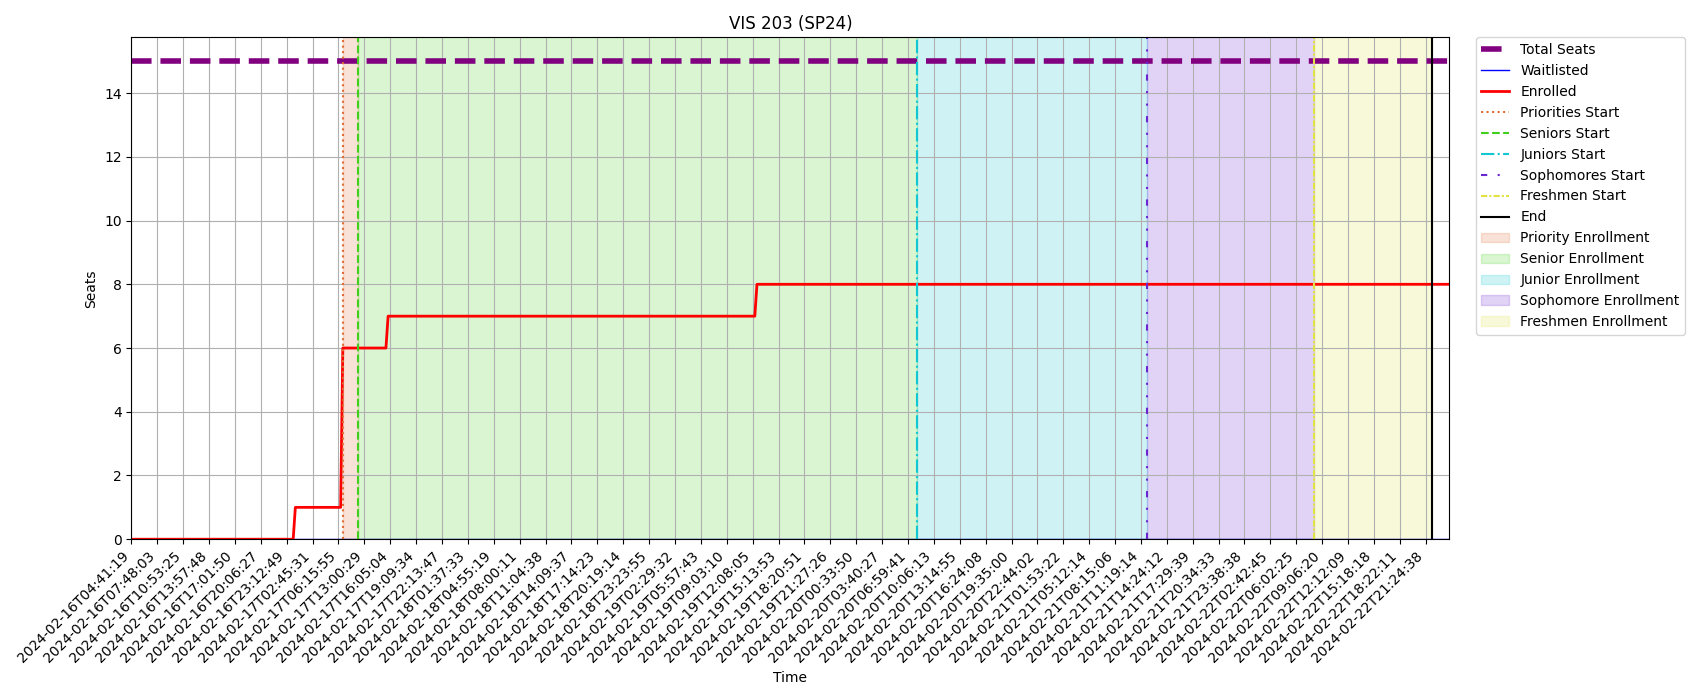 VIS 203 (SP24)
Seats
14
12
10
8
6
4
2
0
2024-02-16T04:41:19
2024-02-16T07:48:03
2024-02-16T10:53:25
2024-02-16T13:57:48
2024-02-16T17:01:50
2024-02-16T20:06:27
2024-02-16T23:12:49
2024-02-17T02:45:31
2024-02-17T06:15:55
2024-02-17T13:00:29
2024-02-17T16:05:04
2024-02-17T19:09:34
2024-02-17T22:13:47
2024-02-18T01:37:33
2024-02-18T04:55:19
2024-02-18T08:00:11
2024-02-18T11:04:38
2024-02-18T14:09:37
2024-02-18T17:14:23
2024-02-18T20:19:14
2024-02-18T23:23:55
2024-02-19T02:29:32
2024-02-19T05:57:43
2024-02-19T09:03:10
2024-02-19T12:08:05
2024-02-19T15:13:53
2024-02-19T18:20:51
2024-02-19T21:27:26
2024-02-20T00:33:50
2024-02-20T03:40:27
2024-02-20T06:59:41
2024-02-20T10:06:13
2024-02-20T13:14:55
2024-02-20T16:24:08
2024-02-20T19:35:00
2024-02-20T22:44:02
2024-02-21T01:53:22
2024-02-21T05:12:14
2024-02-21T08:15:06
2024-02-21T11:19:14
2024-02-21T14:24:12
2024-02-21T17:29:39
2024-02-21T20:34:33
2024-02-21T23:38:38
2024-02-22T02:42:45
2024-02-22T06:02:25
2024-02-22T09:06:20
2024-02-22T12:12:09
2024-02-22T15:18:18
2024-02-22T18:22:11
2024-02-22T21:24:38
Time
Total Seats
Waitlisted
Enrolled
Priorities Start
Seniors Start
Juniors Start
Sophomores Start
Freshmen Start
End
Priority Enrollment
Senior Enrollment
Junior Enrollment
Sophomore Enrollment
Freshmen Enrollment